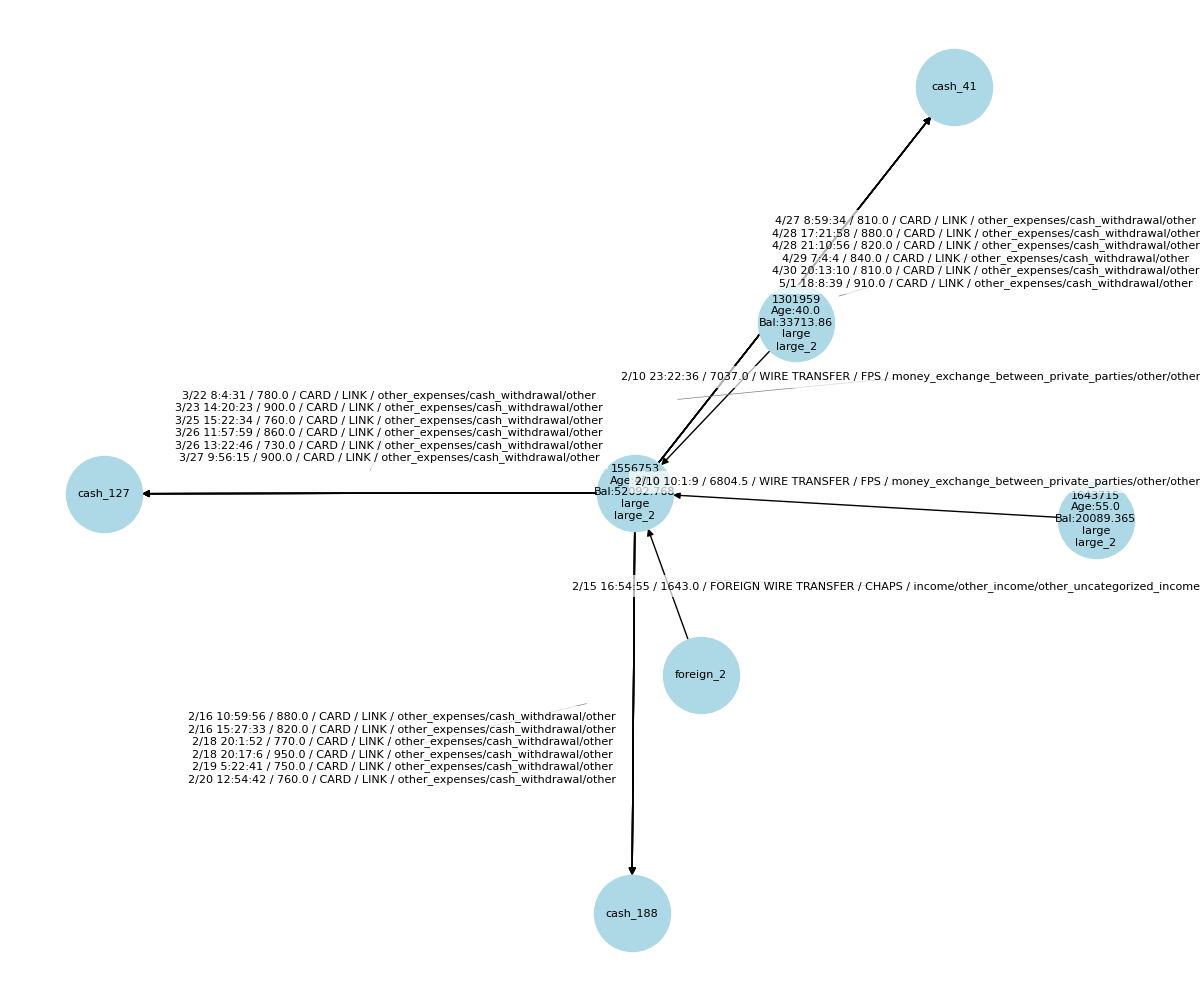 cash_41
4/27 8:59:34 / 810.0 / CARD / LINK / other_expenses/cash_withdrawal/other
4/28 17:21:58 / 880.0 / CARD / LINK / other_expenses/cash_withdrawal/other
4/28 21:10:56 / 820.0 / CARD / LINK / other_expenses/cash_withdrawal/other
4/29 7:4:4 / 840.0 / CARD / LINK / other_expenses/cash_withdrawal/other
4/30 20:13:10 / 810.0 / CARD / LINK / other_expenses/cash_withdrawal/other
5/1 18:8:39 / 910.0 / CARD / LINK / other_expenses/cash_withdrawal/other
1301959
Age:40.0
Bal:33713.86
large
large_2
2/10 23:22:36 / 7037.0 / WIRE TRANSFER / FPS / money_exchange_between_private_parties/other/other
3/22 8:4:31 / 780.0 / CARD / LINK / other_expenses/cash_withdrawal/other
3/23 14:20:23 / 900.0 / CARD / LINK / other_expenses/cash_withdrawal/other
3/25 15:22:34 / 760.0 / CARD / LINK / other_expenses/cash_withdrawal/other
3/26 11:57:59 / 860.0 / CARD / LINK / other_expenses/cash_withdrawal/other
3/26 13:22:46 / 730.0 / CARD / LINK / other_expenses/cash_withdrawal/other
3/27 9:56:15 / 900.0 / CARD / LINK / other_expenses/cash_withdrawal/other
cash_127
1556753
Bal:52092.768
large
large_2
2/10 10:1:9 / 6804.5 / WIRE TRANSFER / FPS / money_exchange_between_private_parties/other/other
1643715
Age:55.0
Bal:20089.365
large
large_2
2/15 16:54:55 / 1643.0 / FOREIGN WIRE TRANSFER / CHAPS / income/other_income/other_uncategorized_income
foreign_2
2/16 10:59:56 / 880.0 / CARD / LINK / other_expenses/cash_withdrawal/other
2/16 15:27:33 / 820.0 / CARD / LINK / other_expenses/cash_withdrawal/other
2/18 20:1:52 / 770.0 / CARD / LINK / other_expenses/cash_withdrawal/other
2/18 20:17:6 / 950.0 / CARD / LINK / other_expenses/cash_withdrawal/other
2/19 5:22:41 / 750.0 / CARD / LINK / other_expenses/cash_withdrawal/other
2/20 12:54:42 / 760.0 / CARD / LINK / other_expenses/cash_withdrawal/other
cash_188